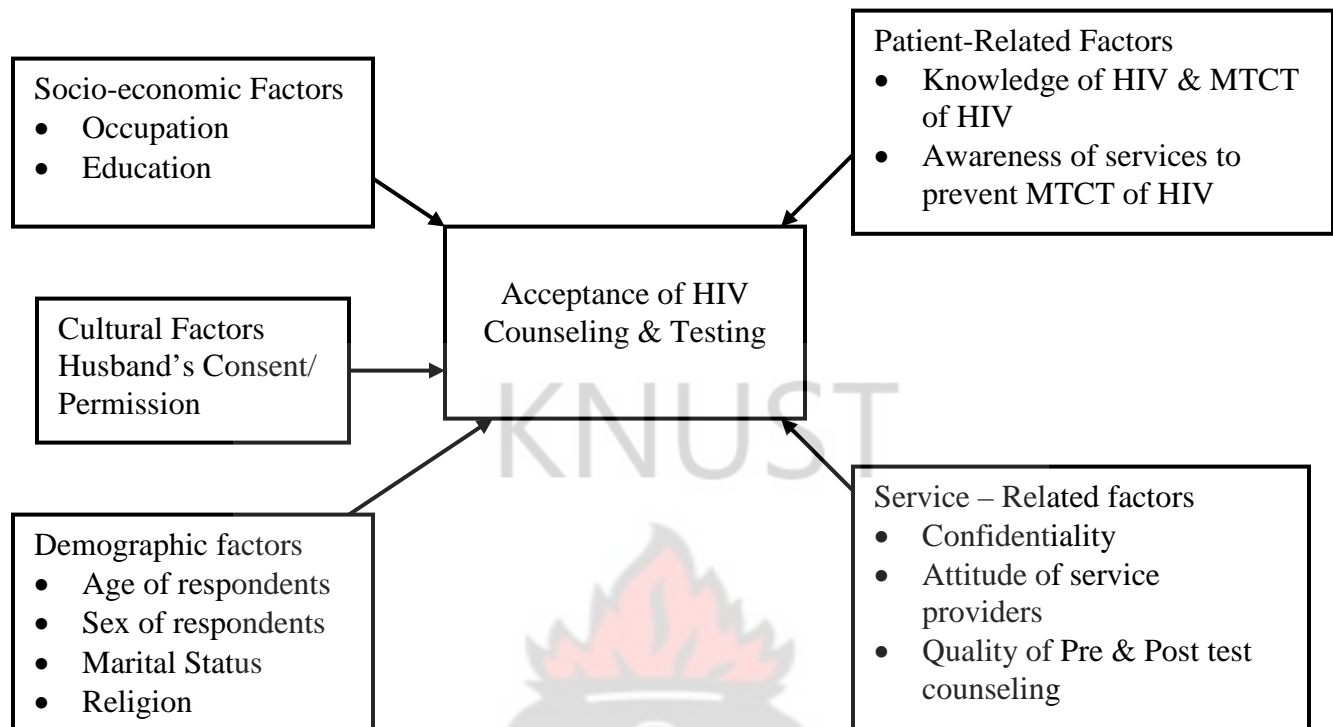 Socio-economic Factors
• Occupation
• Education
Patient-Related Factors
• Knowledge of HIV & MTCT
of HIV
• Awareness of services to
prevent MTCT of HIV
Acceptance of HIV
Counseling & Testing
Cultural Factors
Husband’s Consent/
Permission
KNUST
Demographic factors
• Age of respondents
• Sex of respondents
• Marital Status
• Religion
Service – Related factors
• Confidentiality
• Attitude of service
providers
• Quality of Pre & Post test
counseling